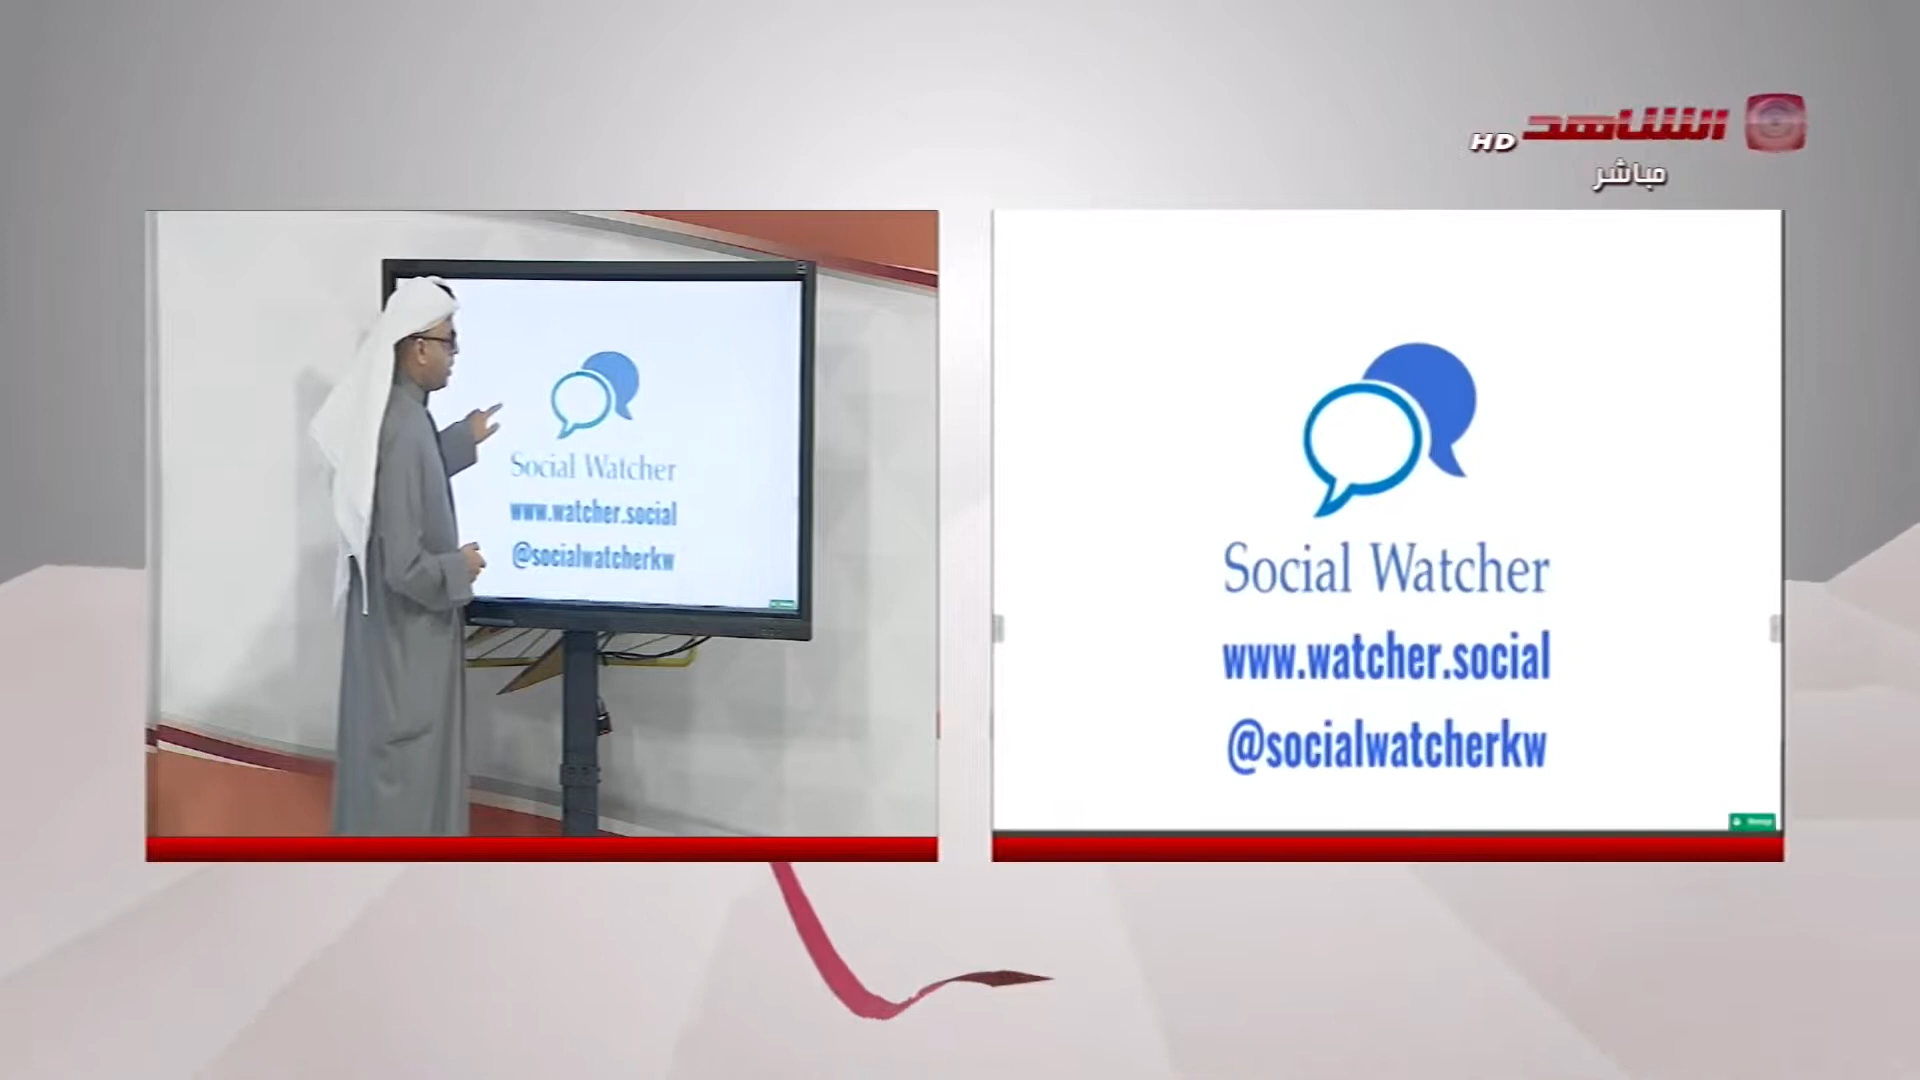 الشاهد HD
مباشر
Social Watcher
www.watcher.social
@socialwatcherkw
Social Watcher
www.watcher.social
@socialwatcherkw